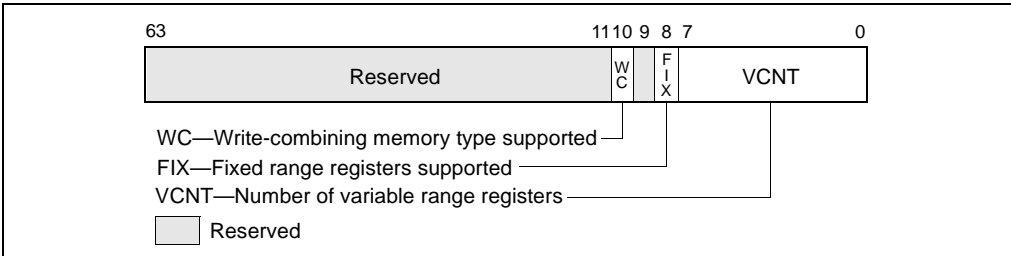 63 11 10 9 8 7 0
Reserved W C F I X VCNT
WC—Write-combining memory type supported
FIX—Fixed range registers supported
VCNT—Number of variable range registers
Reserved